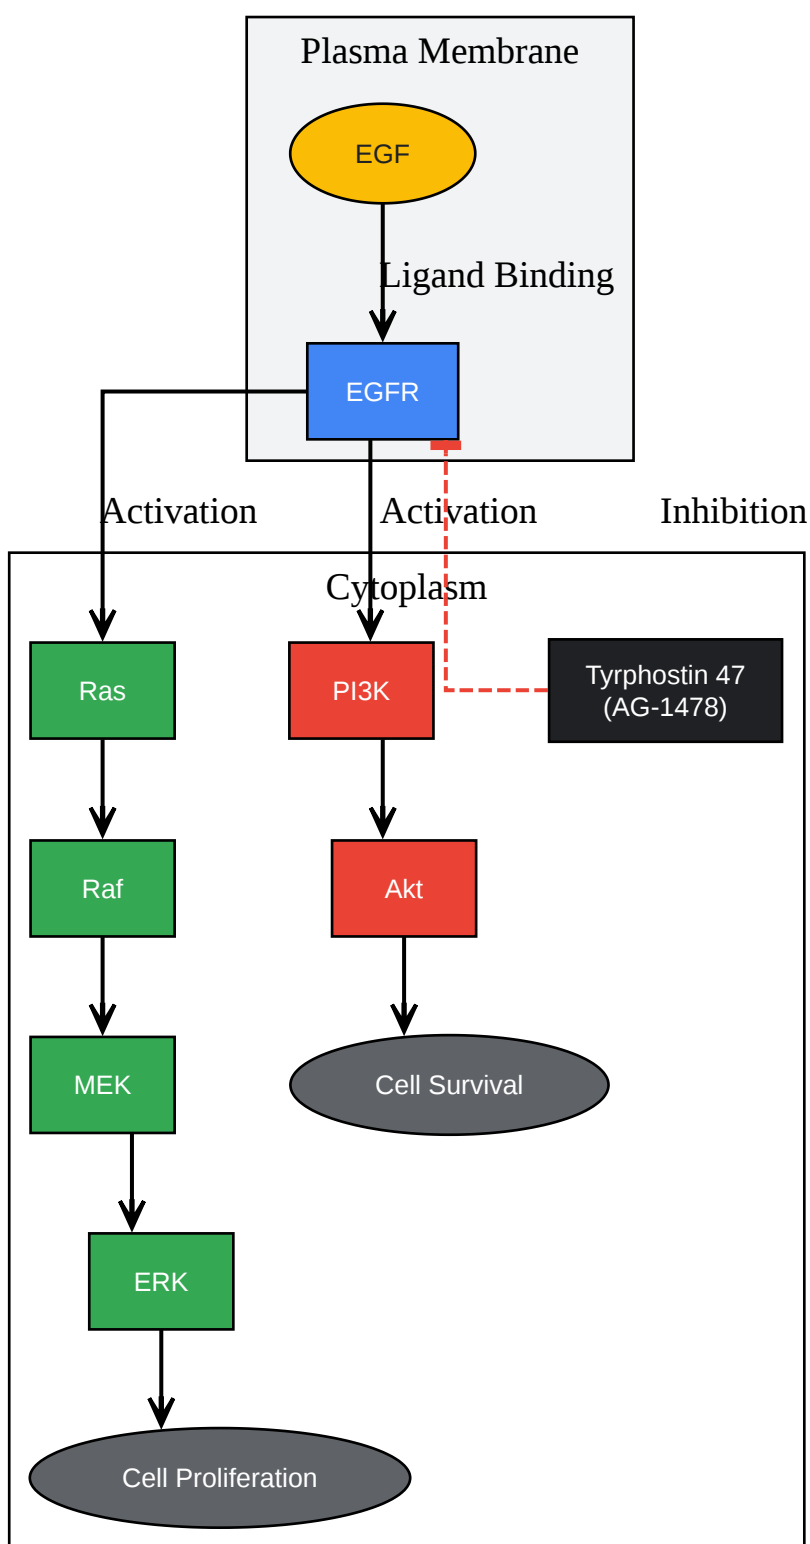 Plasma Membrane
EGF
Ligand Binding
EGFR
Activation
Activation
Inhibition
Cytoplasm
Ras
PI3K
Tyrphostin 47
(AG-1478)
Raf
Akt
MEK
Cell Survival
ERK
Cell Proliferation